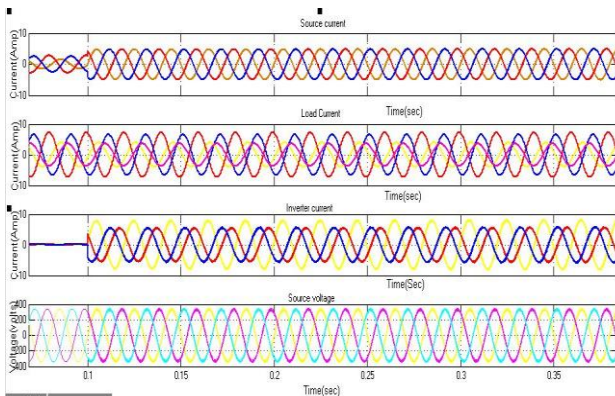 Source current
Current(Amp)
10
0
-10
Time(sec)
Load Current
Current(Amp)
10
0
-10
Time(sec)
Inverter current
Current(Amp)
10
0
-10
Time(Sec)
Source voltage
Voltage(volts)
400
200
0
200
400
0.1 0.15 0.2 0.25 0.3 0.35
Time(sec)